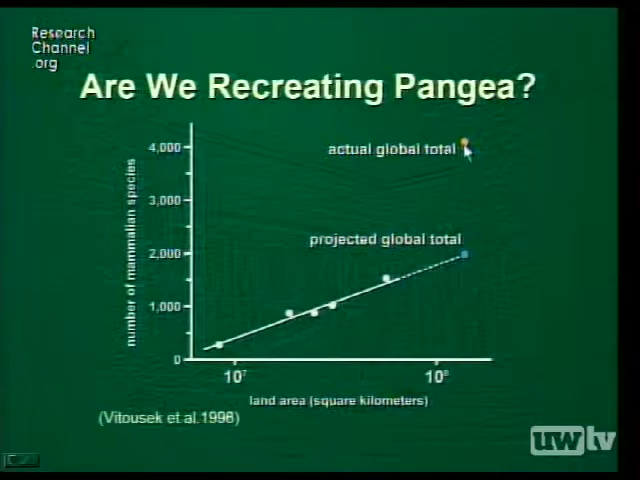 Research
Channel
.org
Are We Recreating Pangea?
number of mammalian species
4,000
3,000
2,000
1,000
0
actual global total
projected global total
10⁷
10⁸
land area (square kilometers)
(Vitousek et al.1996)
uwtv